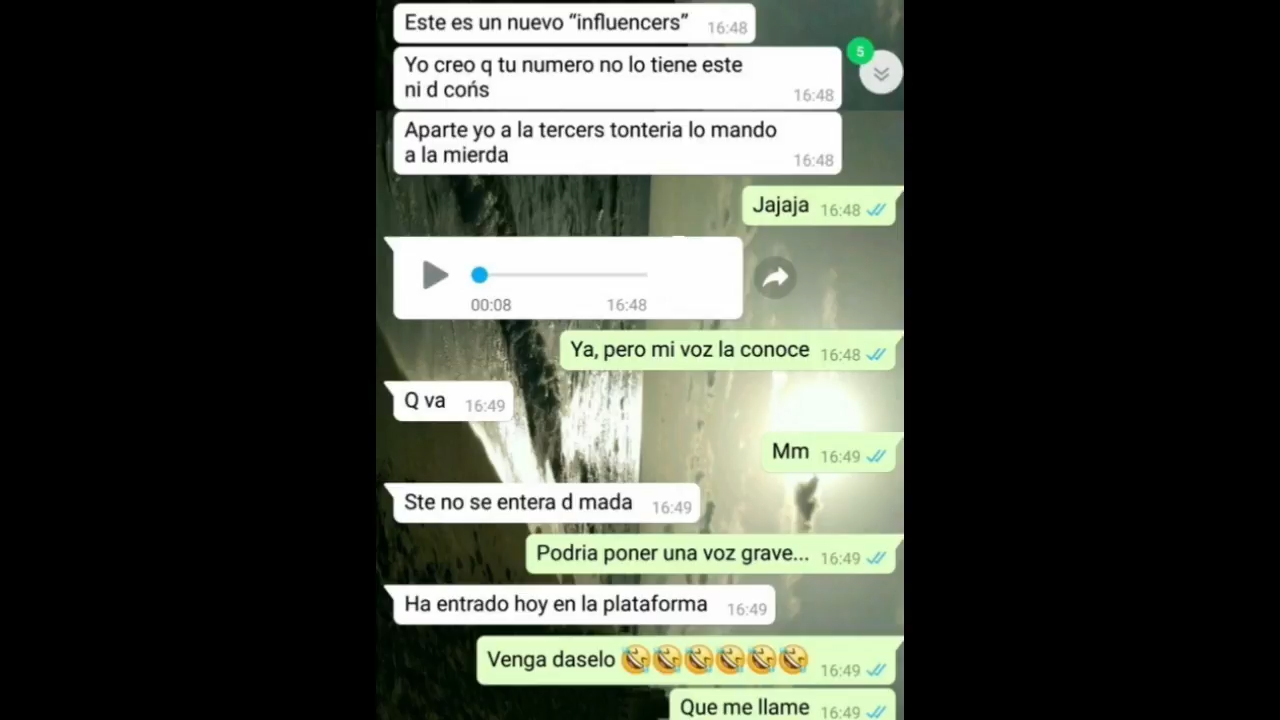 Este es un nuevo “influencers” 16:48
Yo creo q tu numero no lo tiene este
ni d cońs 16:48
5
Aparte yo a la tercers tonteria lo mando
a la mierda 16:48
Jajaja 16:48
00:08 16:48
Ya, pero mi voz la conoce 16:48
Q va 16:49
Mm 16:49
Ste no se entera d mada 16:49
Podria poner una voz grave... 16:49
Ha entrado hoy en la plataforma 16:49
Venga daselo 🤣🤣🤣🤣🤣🤣 16:49
Que me llame 16:49